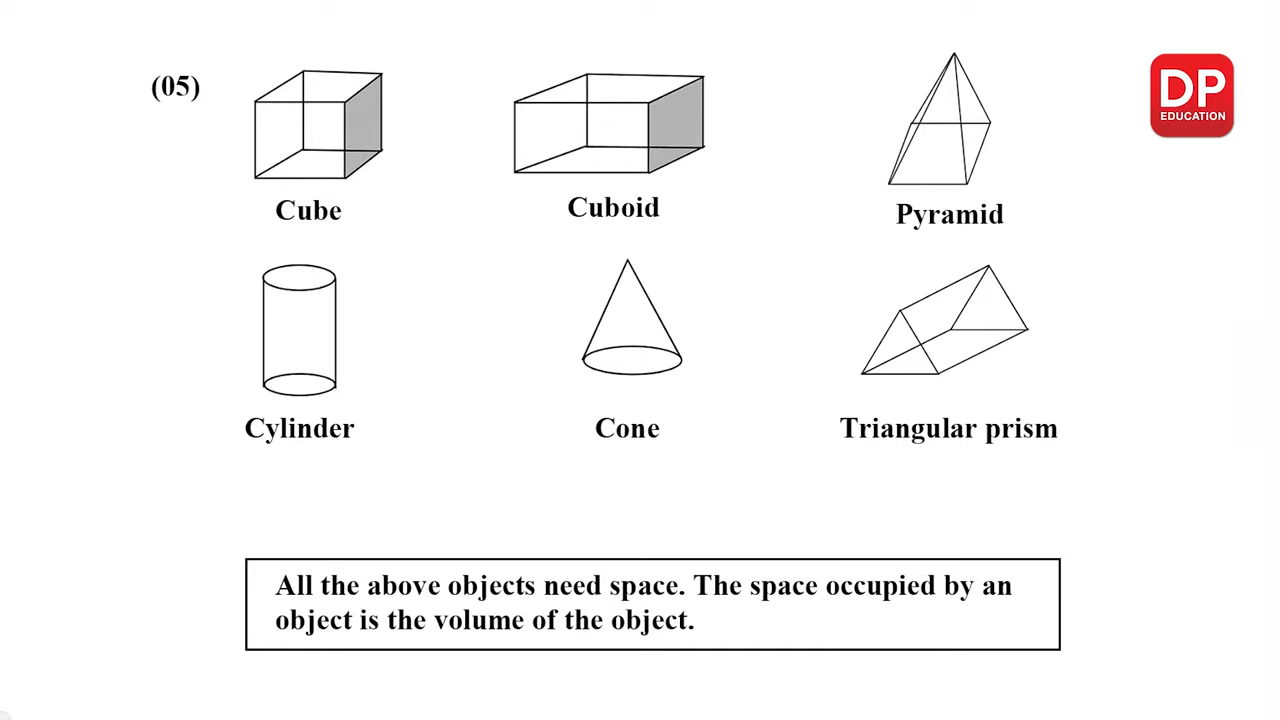 (05)
DP
EDUCATION
Cube
Cuboid
Pyramid
Cylinder
Cone
Triangular prism
All the above objects need space. The space occupied by an
object is the volume of the object.